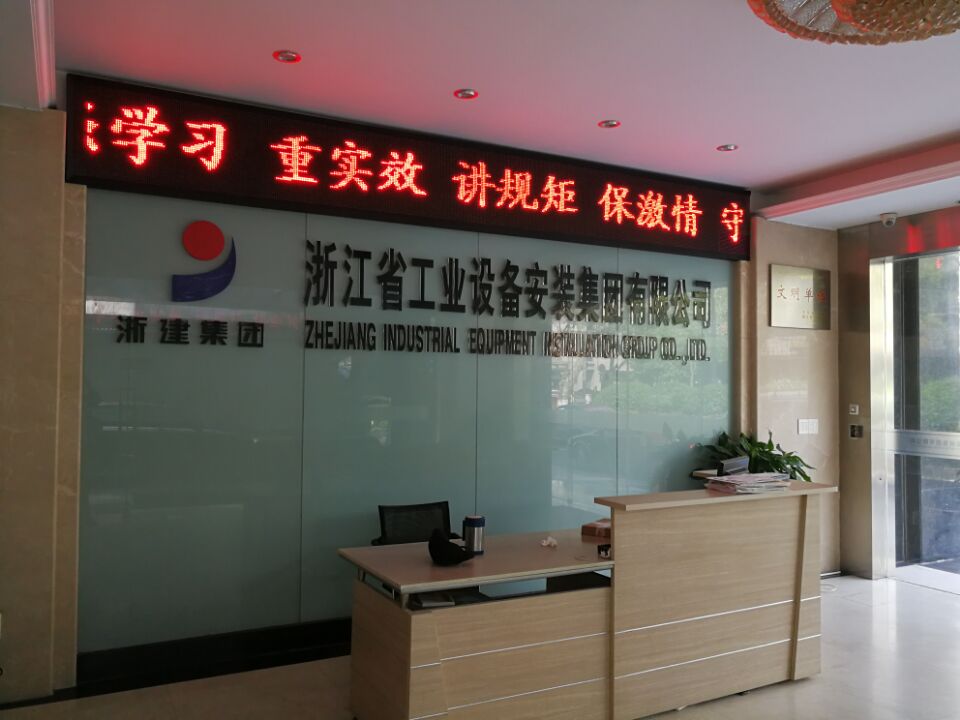 学习 重实效 讲规矩 保激情 守
浙建集团
浙江省工业设备安装集团有限公司
ZHEJIANG INDUSTRIAL EQUIPMENT INSTALLATION GROUP CO.,LTD.
文明单位